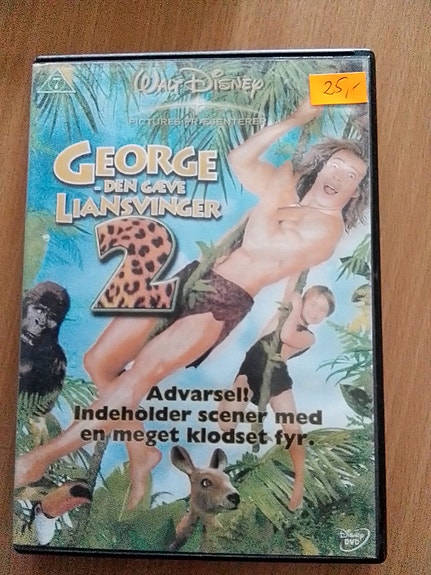 7
WALT DISNEY
PICTURES PRÆSENTERER
25,-
GEORGE
- DEN GÆVE
LIANSVINGER
2
Advarsel!
Indeholder scener med
en meget klodset fyr.
Disney
DVD